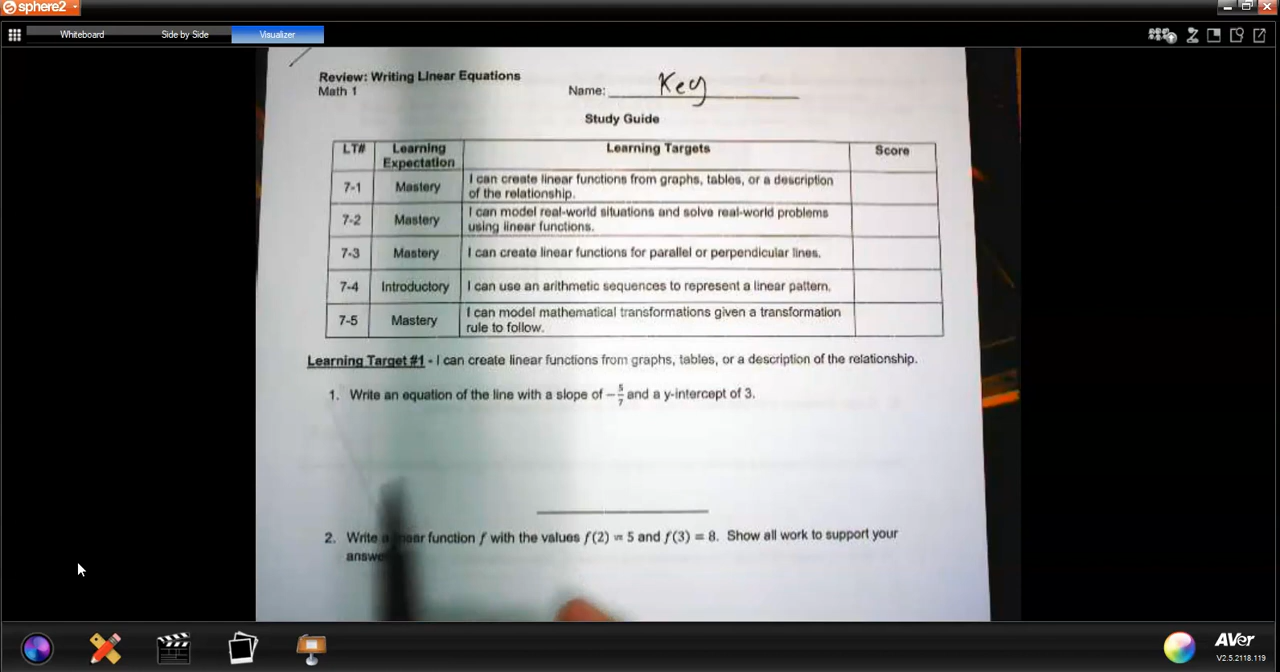 sphere2
Whiteboard
Side by Side
Visualizer
Review: Writing Linear Equations
Math 1
Name: Key
Study Guide
LT# Learning Expectation Learning Targets Score
7-1 Mastery I can create linear functions from graphs, tables, or a description
of the relationship.
7-2 Mastery I can model real-world situations and solve real-world problems
using linear functions.
7-3 Mastery I can create linear functions for parallel or perpendicular lines.
7-4 Introductory I can use an arithmetic sequences to represent a linear pattern.
7-5 Mastery I can model mathematical transformations given a transformation
rule to follow.
Learning Target #1 - I can create linear functions from graphs, tables, or a description of the relationship.
1. Write an equation of the line with a slope of −5/7 and a y-intercept of 3.
2. Write a function f with the values f(2) = 5 and f(3) = 8. Show all work to support your
AVer
V2.5.2118.119